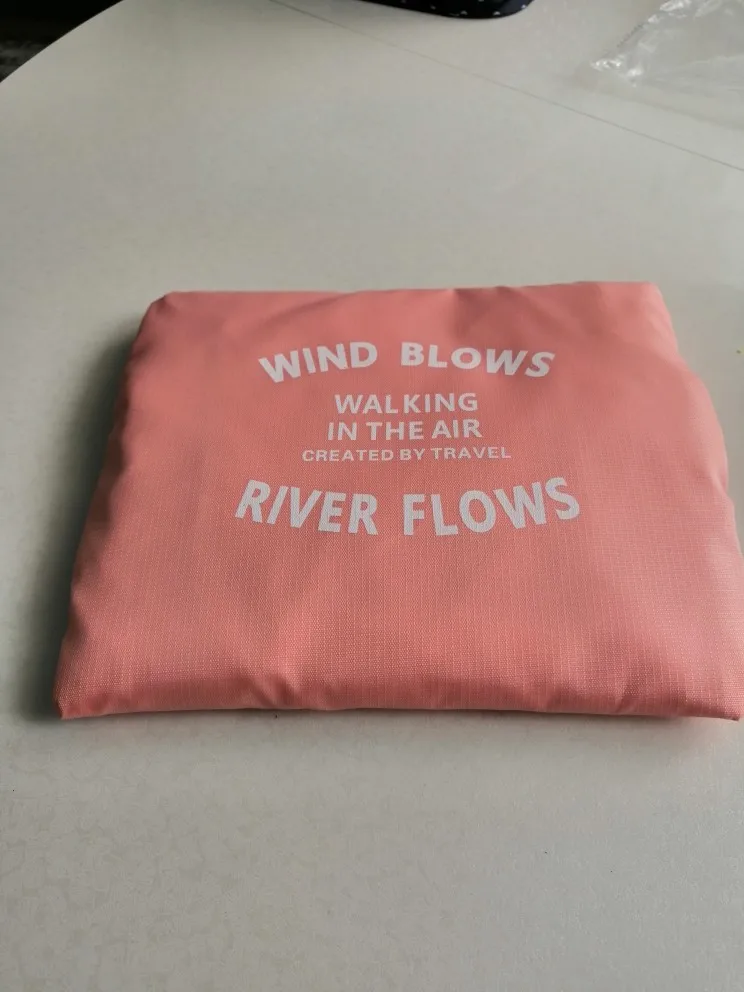 WIND BLOWS
WALKING
IN THE AIR
CREATED BY TRAVEL
RIVER FLOWS